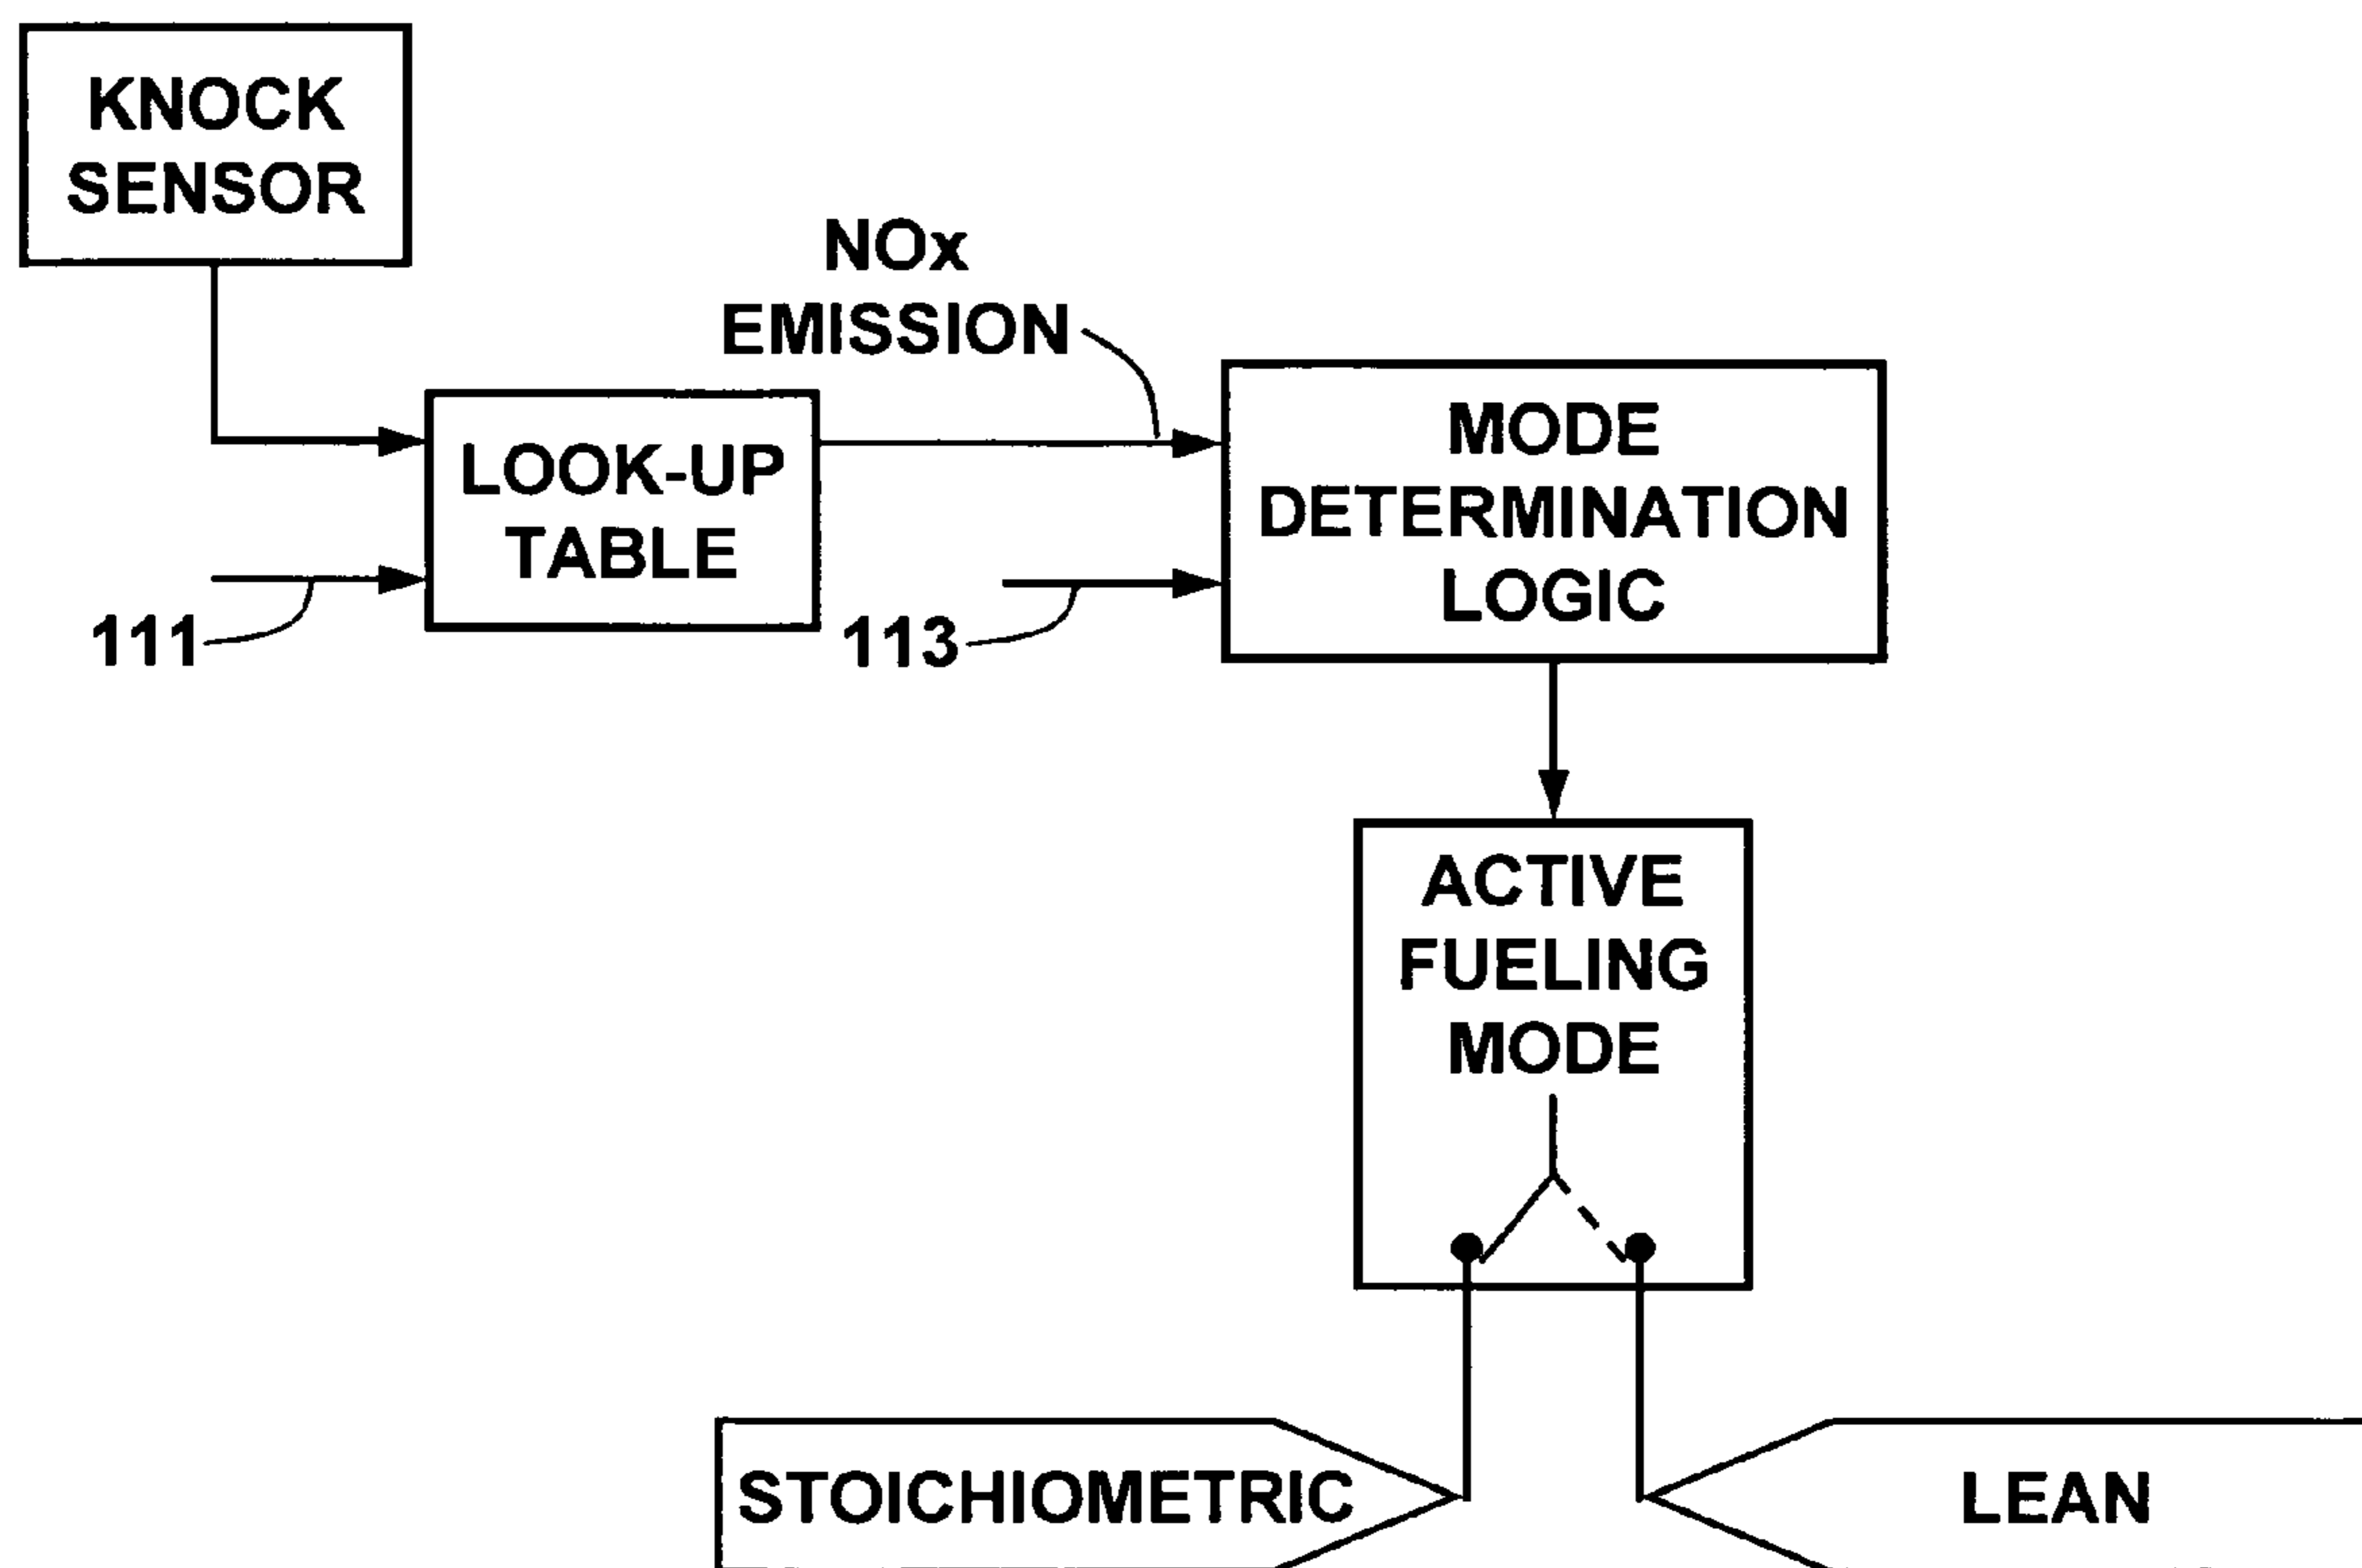 KNOCK
SENSOR
NOx
EMISSION
LOOK-UP
TABLE
MODE
DETERMINATION
LOGIC
111
113
ACTIVE
FUELING
MODE
STOICHIOMETRIC
LEAN